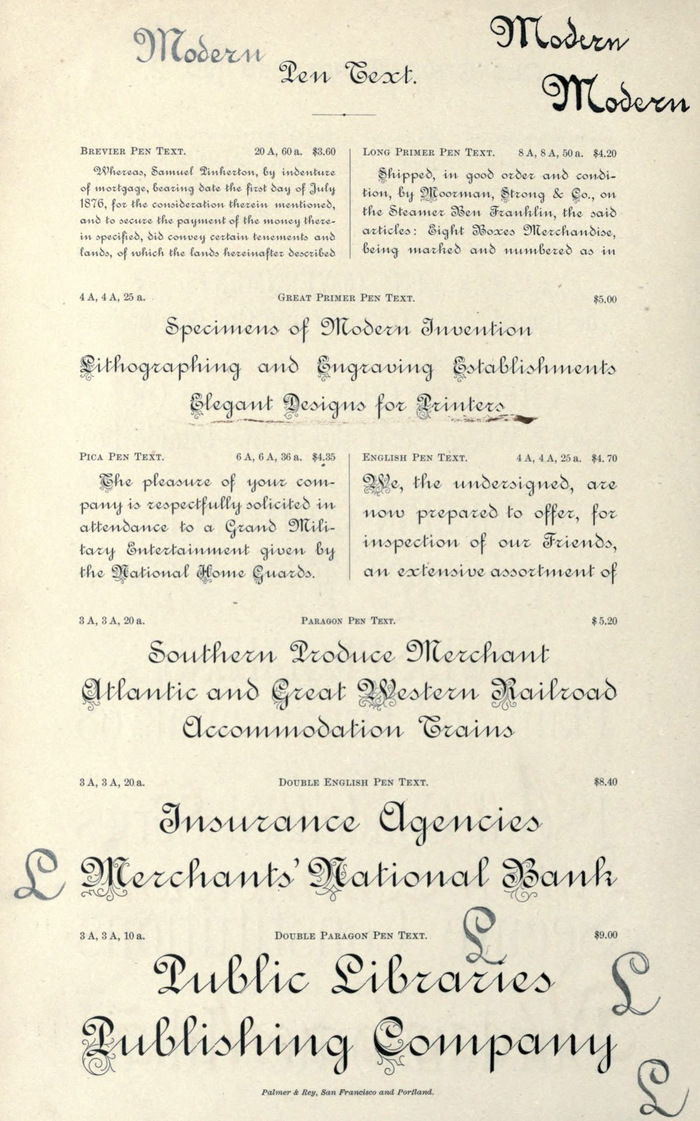 Modern
Modern
Pen Text.
Modern
BREVIER PEN TEXT. 20 A, 60 a. $3.60
Whereas, Samuel Pinkerton, by indenture
of mortgage, bearing date the first day of July
1876, for the consideration therein mentioned,
and to secure the payment of the money there-
in specified, did convey certain tenements and
lands, of which the lands hereinafter described
LONG PRIMER PEN TEXT. 8 A, 8 A, 50 a. $4.20
Shipped, in good order and condi-
tion, by Moorman, Strong & Co., on
the Steamer Ben Franklin, the said
articles: Eight Boxes Merchandise,
being marked and numbered as in
4 A, 4 A, 25 a. GREAT PRIMER PEN TEXT. $5.00
Specimens of Modern Invention
Lithographing and Engraving Establishments
Elegant Designs for Printers
PICA PEN TEXT. 6 A, 6 A, 36 a. $4.35
The pleasure of your com-
pany is respectfully solicited in
attendance to a Grand Mili-
tary Entertainment given by
the National Home Guards.
ENGLISH PEN TEXT. 4 A, 4 A, 25 a. $4.70
We, the undersigned, are
now prepared to offer, for
inspection of our Friends,
an extensive assortment of
3 A, 3 A, 20 a. PARAGON PEN TEXT. $5.20
Southern Produce Merchant
Atlantic and Great Western Railroad
Accommodation Trains
3 A, 3 A, 20 a. DOUBLE ENGLISH PEN TEXT. $8.40
Insurance Agencies
L
Merchants' National Bank
3 A, 3 A, 10 a. DOUBLE PARAGON PEN TEXT. $9.00
L
Public Libraries
L
Publishing Company
L
Palmer & Rey, San Francisco and Portland.